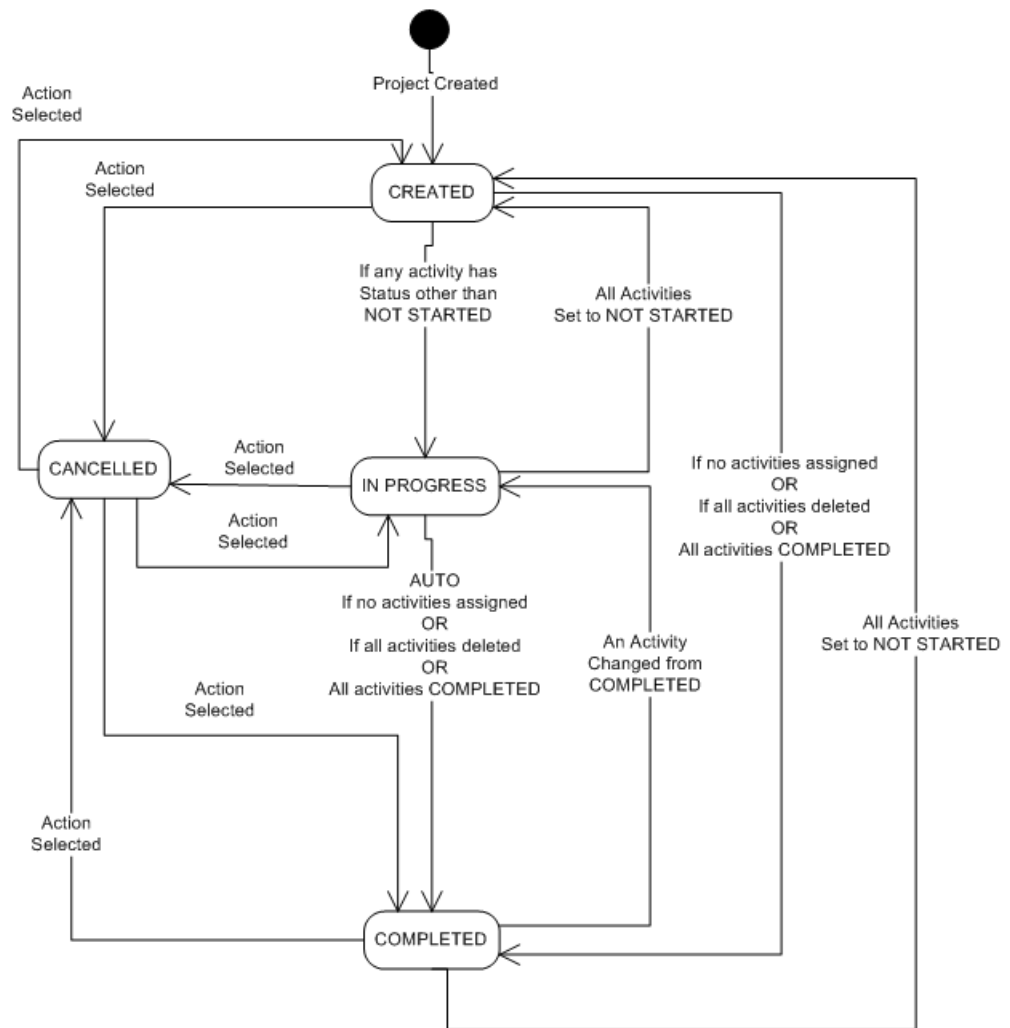 Project Created
Action
Selected
Action
Selected
CREATED
If any activity has
Status other than
NOT STARTED
All Activities
Set to NOT STARTED
CANCELLED
Action
Selected
IN PROGRESS
If no activities assigned
OR
If all activities deleted
OR
All activities COMPLETED
Action
Selected
AUTO
If no activities assigned
OR
If all activities deleted
OR
All activities COMPLETED
An Activity
Changed from
COMPLETED
All Activities
Set to NOT STARTED
Action
Selected
Action
Selected
COMPLETED